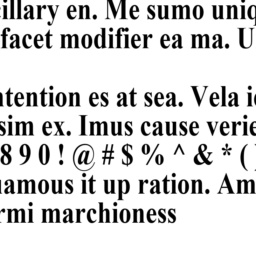 cillary en. Me sumo uniq
facet modifier ea ma. U
ntention es at sea. Vela i
sim ex. Imus cause verie
8 9 0 ! @ # $ % ^ & * ( )
uamous it up ration. Am
rmi marchioness